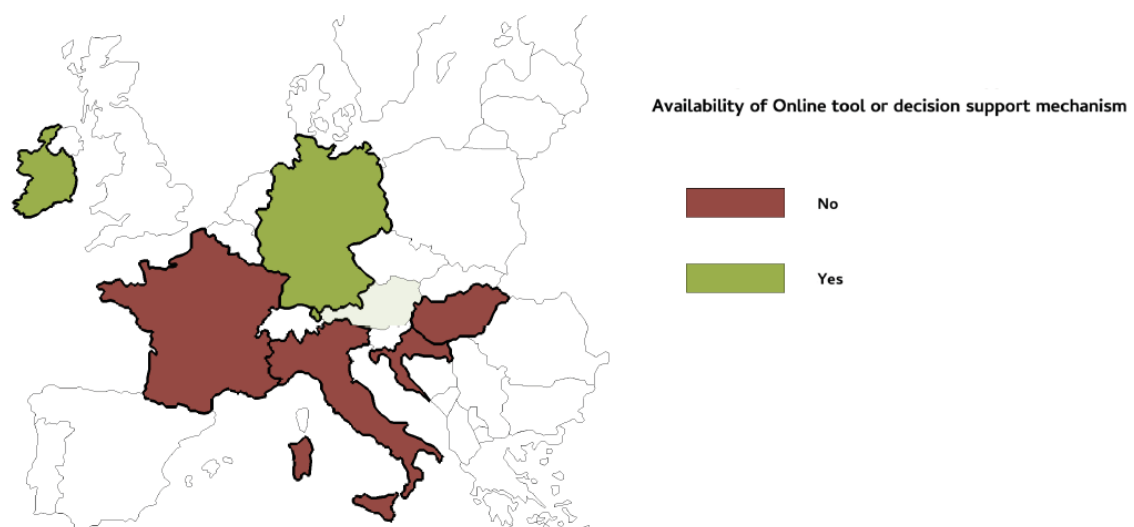 Availability of Online tool or decision support mechanism
No
Yes